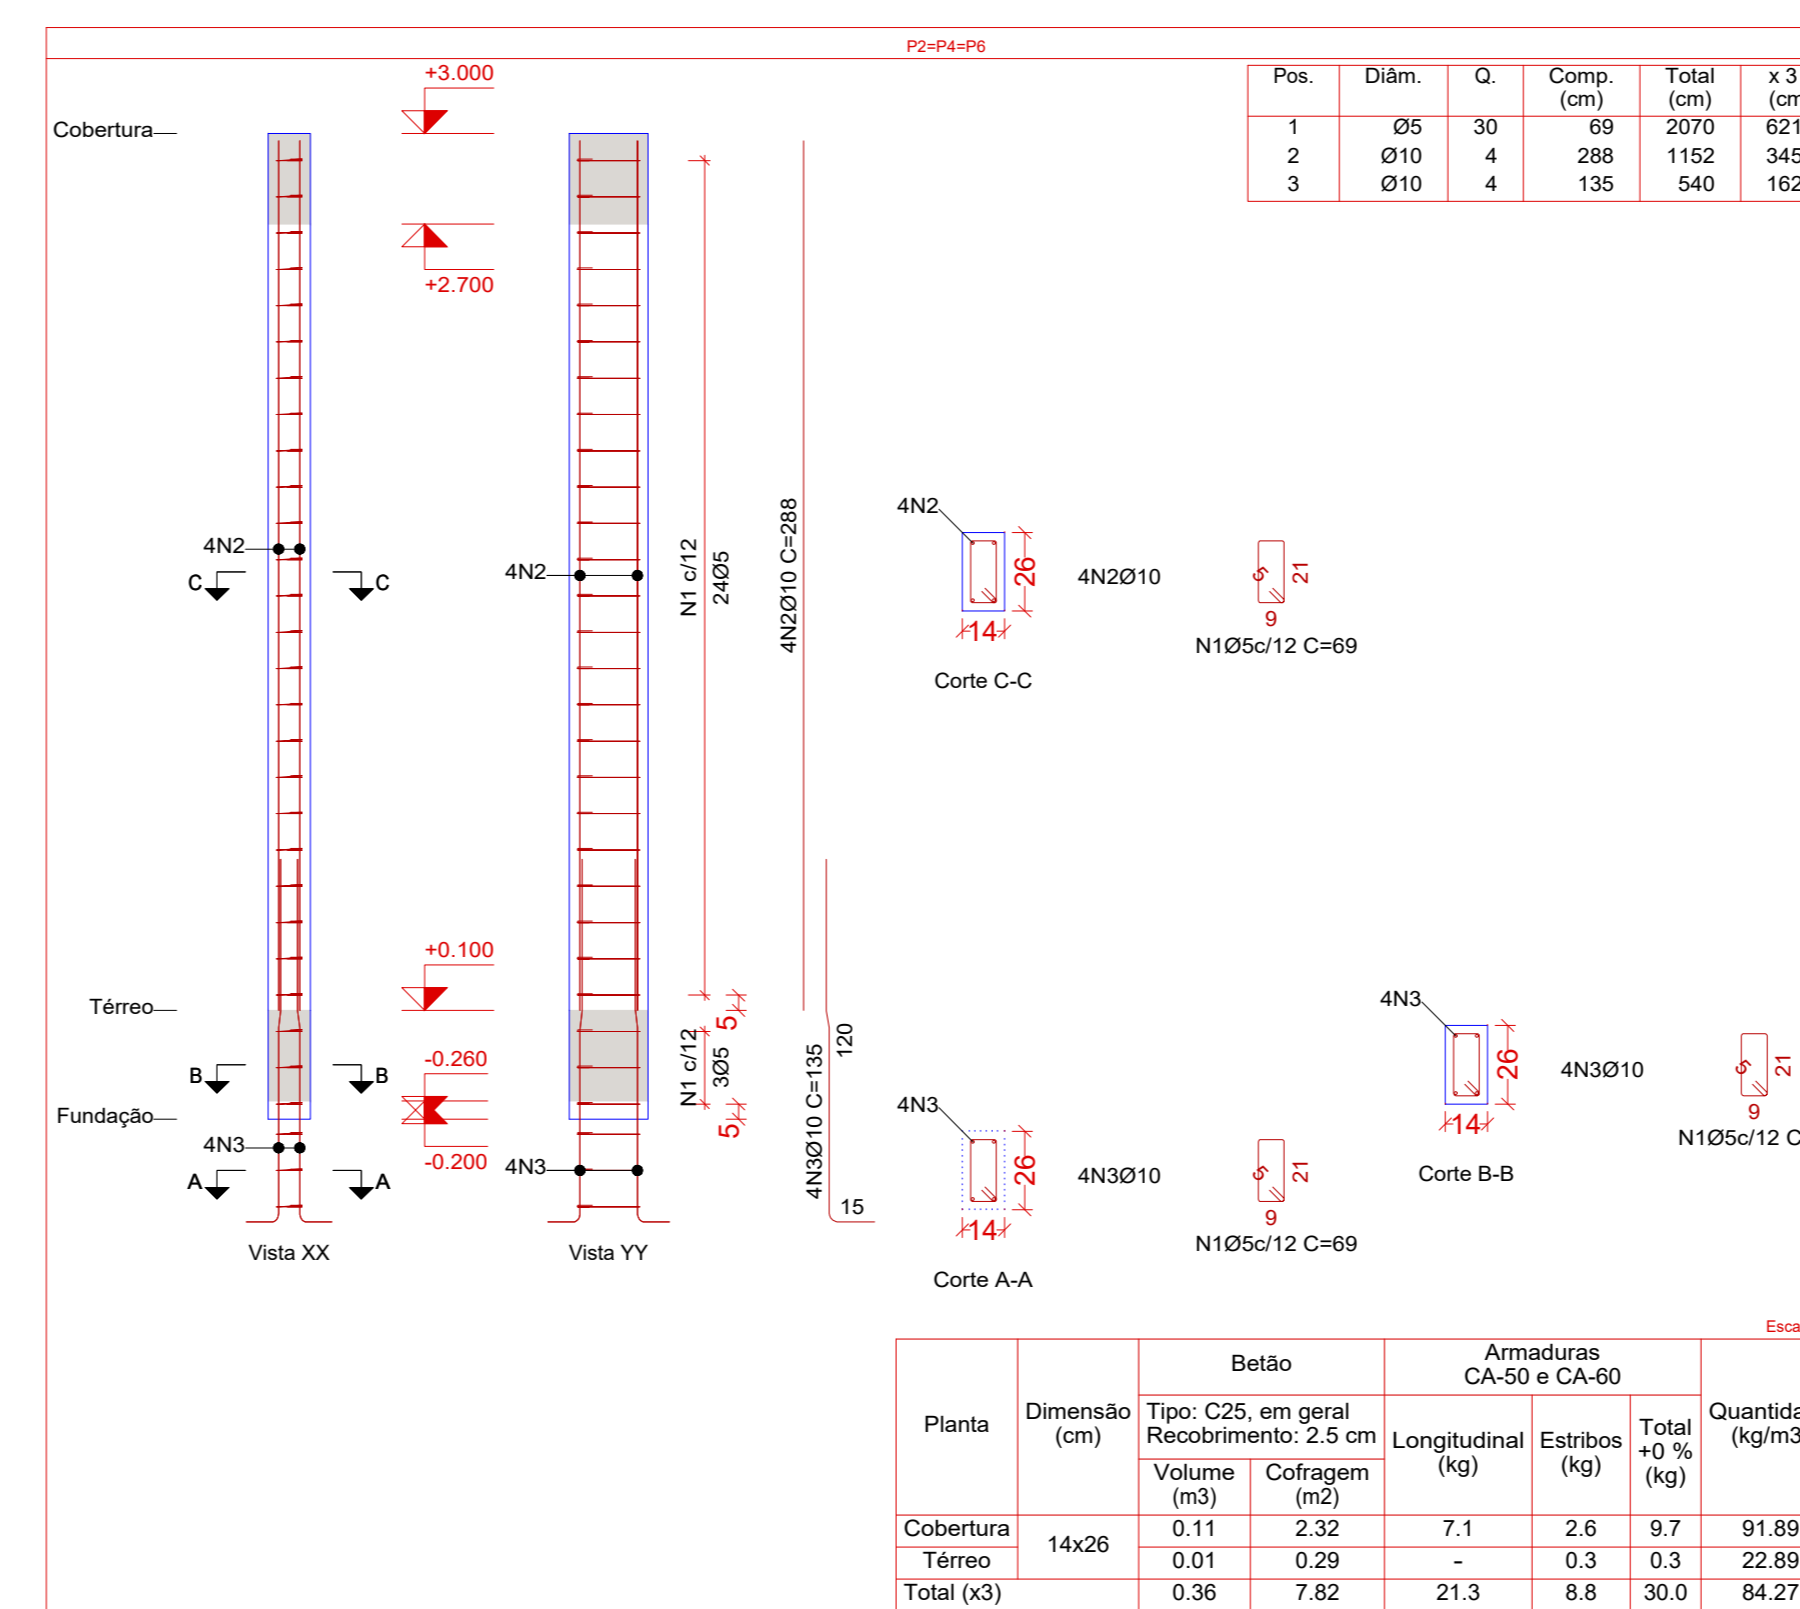 P2=P4=P6
Pos. Diâm. Q. Comp. (cm) Total (cm) x 3
1 Ø5 30 69 2070
2 Ø10 4 288 1152
3 Ø10 4 135 540
+3.000
Cobertura
+2.700
4N2
C C
4N2
N1 c/12
24Ø5
4N2Ø10 C=288
4N2
26
14
4N2Ø10
5
21
9
N1Ø5c/12 C=69
Corte C-C
+0.100
Térreo
5
N1 c/12
3Ø5
-0.260
B B
Fundação
5
4N3
-0.200
4N3
A A
4N3Ø10 C=135
120
15
Vista XX
Vista YY
4N3
26
14
4N3Ø10
5
21
9
N1Ø5c/12 C=69
Corte A-A
4N3
26
14
4N3Ø10
5
21
9
N1Ø5c/12
Corte B-B
Planta
Dimensão
(cm)
Betão
Tipo: C25, em geral
Recobrimento: 2.5 cm
Volume
(m3)
Cofragem
(m2)
Armaduras
CA-50 e CA-60
Longitudinal
(kg)
Estribos
(kg)
Total
+0 %
(kg)
(kg/m3
Cobertura 14x26 0.11 2.32 7.1 2.6 9.7 91.89
Térreo 0.01 0.29 - 0.3 0.3 22.89
Total (x3) 0.36 7.82 21.3 8.8 30.0 84.27